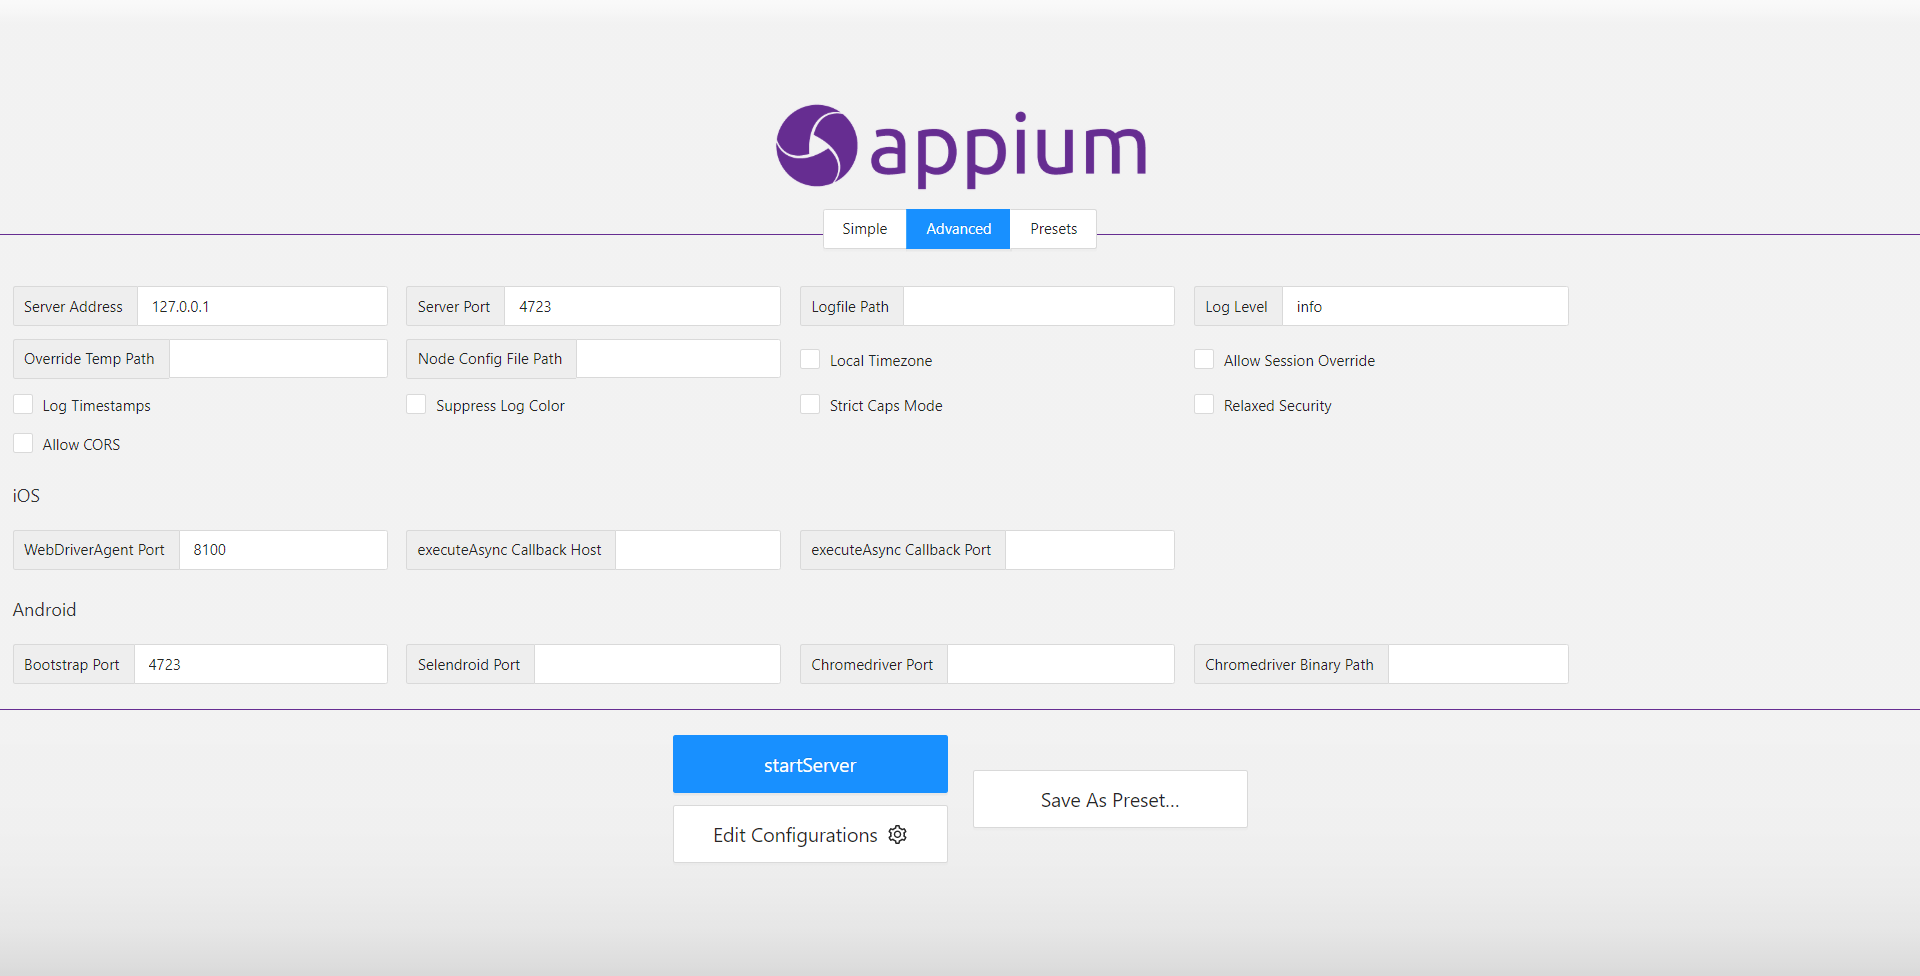 appium
Simple Advanced Presets
Server Address 127.0.0.1 Server Port 4723 Logfile Path Log Level info
Override Temp Path Node Config File Path Local Timezone Allow Session Override
Log Timestamps Suppress Log Color Strict Caps Mode Relaxed Security
Allow CORS
iOS
WebDriverAgent Port 8100 executeAsync Callback Host executeAsync Callback Port
Android
Bootstrap Port 4723 Selendroid Port Chromedriver Port Chromedriver Binary Path
startServer
Save As Preset...
Edit Configurations